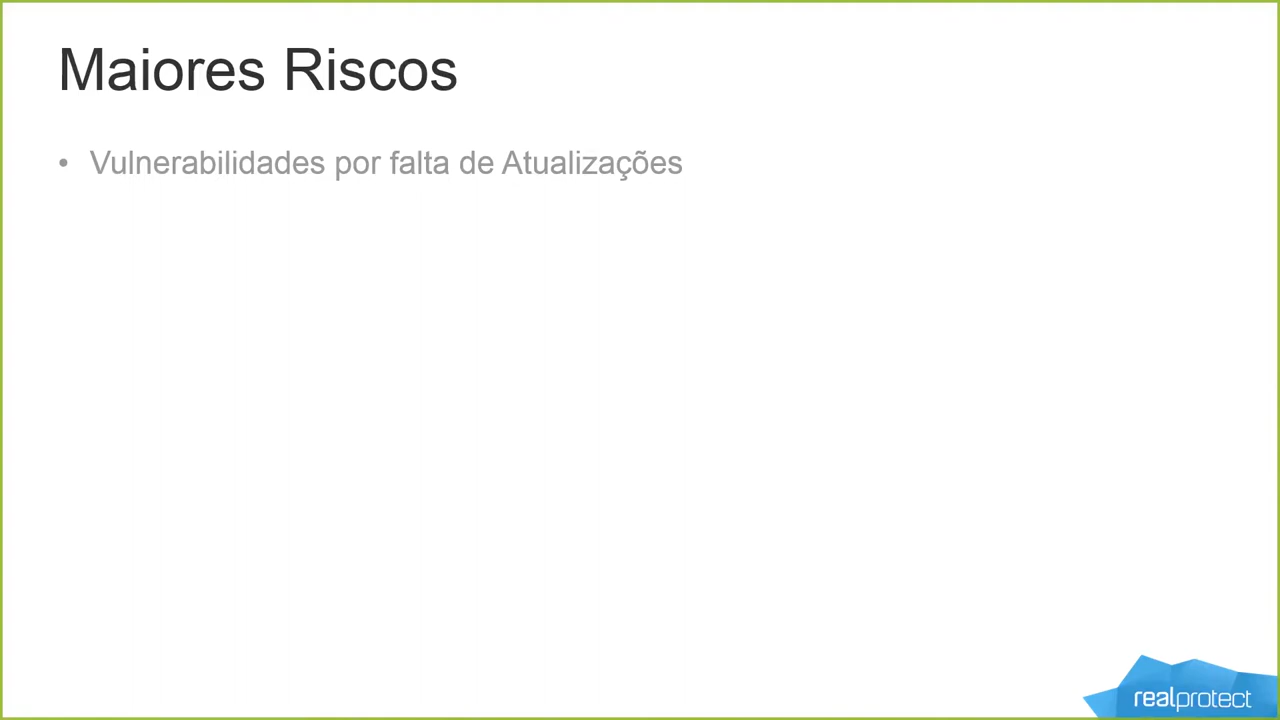 Maiores Riscos
• Vulnerabilidades por falta de Atualizações
realprotect